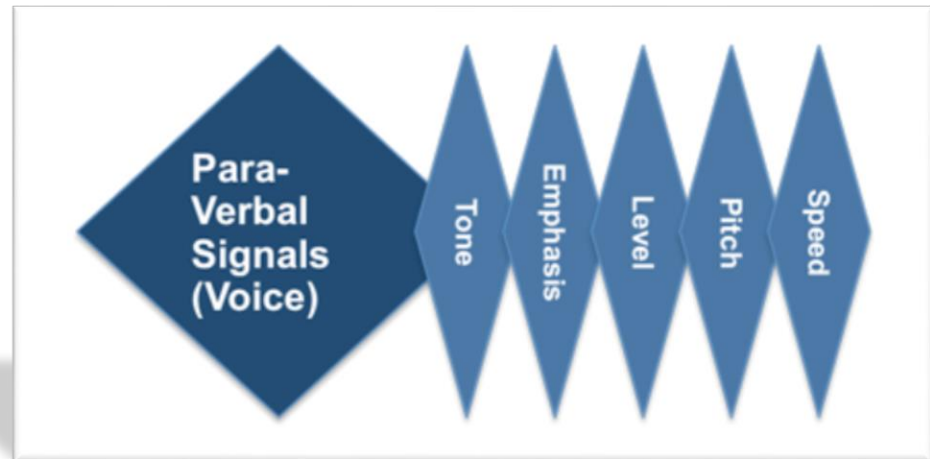 Para-
Verbal
Signals
(Voice)
Tone
Emphasis
Level
Pitch
Speed